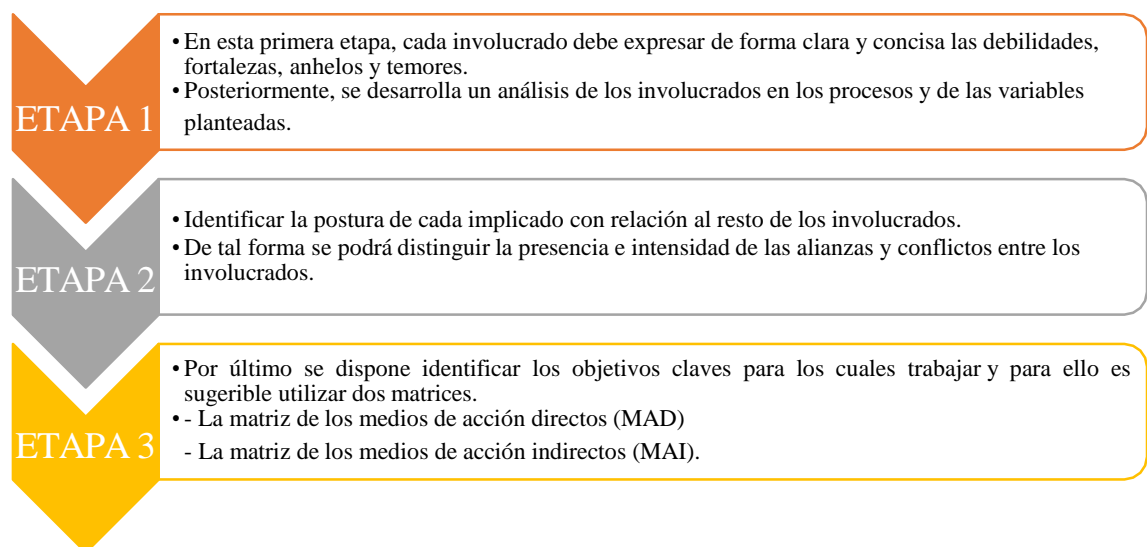 ETAPA 1
• En esta primera etapa, cada involucrado debe expresar de forma clara y concisa las debilidades,
fortalezas, anhelos y temores.
• Posteriormente, se desarrolla un análisis de los involucrados en los procesos y de las variables
planteadas.
ETAPA 2
• Identificar la postura de cada implicado con relación al resto de los involucrados.
• De tal forma se podrá distinguir la presencia e intensidad de las alianzas y conflictos entre los
involucrados.
ETAPA 3
• Por último se dispone identificar los objetivos claves para los cuales trabajar y para ello es
sugerible utilizar dos matrices.
• - La matriz de los medios de acción directos (MAD)
- La matriz de los medios de acción indirectos (MAI).